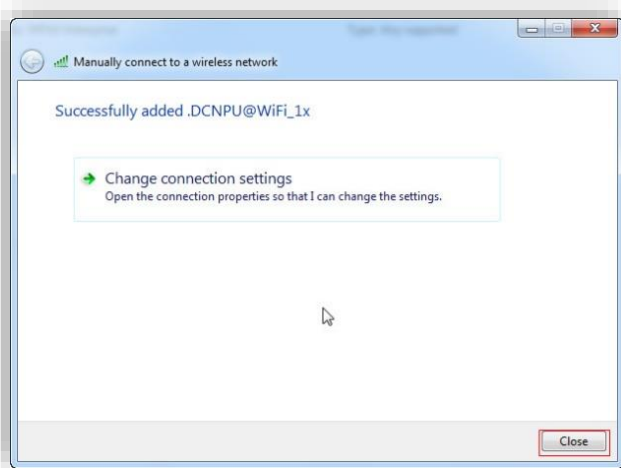 Manually connect to a wireless network
Successfully added .DCNPU@WiFi_1x
Change connection settings
Open the connection properties so that I can change the settings.
Close